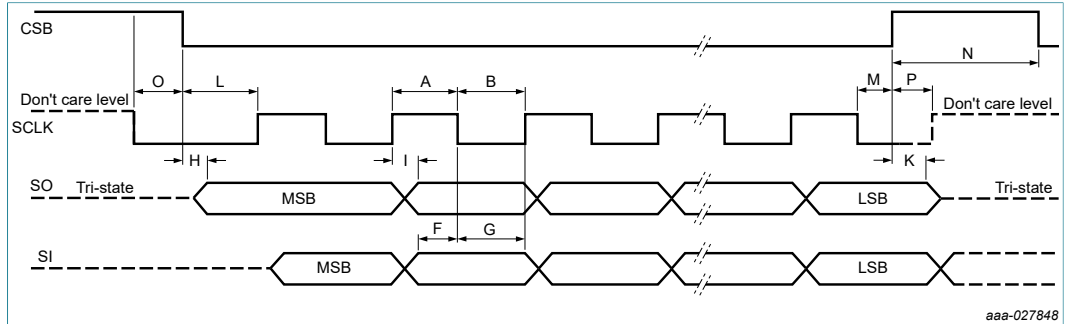 CSB
O L A B M P N
Don't care level Don't care level
SCLK
H I K
SO Tri-state MSB LSB Tri-state
F G
SI MSB LSB
aaa-027848